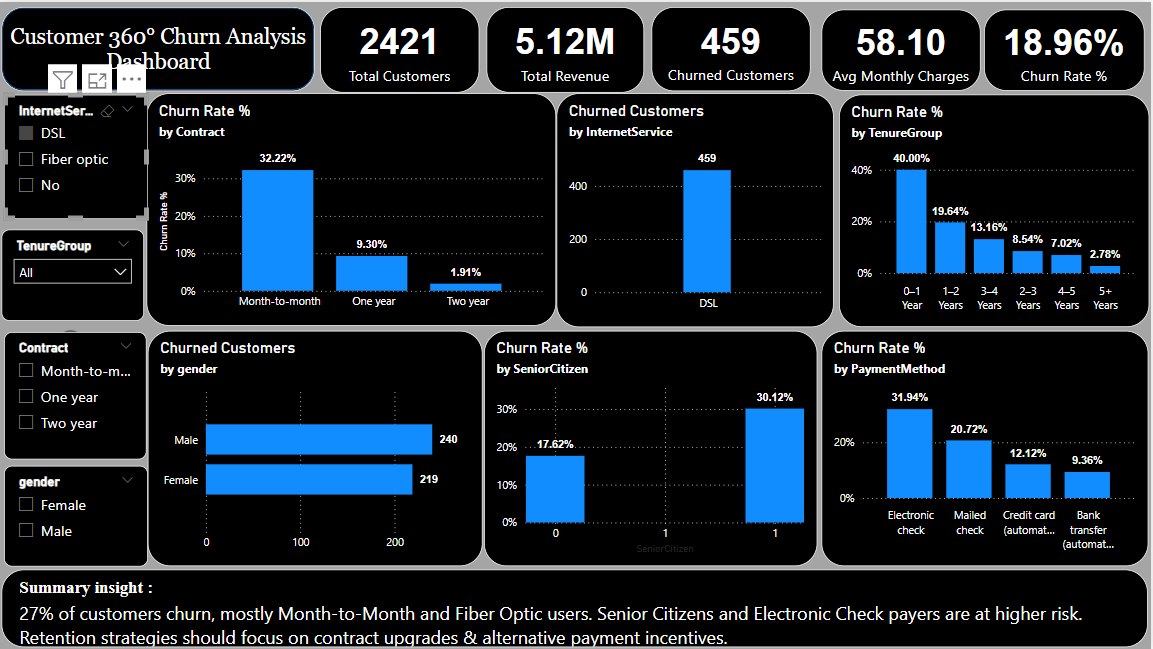 Customer 360° Churn Analysis
Dashboard
2421
Total Customers
5.12M
Total Revenue
459
Churned Customers
58.10
Avg Monthly Charges
18.96%
Churn Rate %
InternetSer...
DSL
Fiber optic
No
TenureGroup
All
Contract
Month-to-m...
One year
Two year
gender
Female
Male
Churn Rate %
by Contract
Churn Rate %
30%
20%
10%
0%
32.22%
9.30%
1.91%
Month-to-month
One year
Two year
Churned Customers
by InternetService
400
200
0
459
DSL
Churn Rate %
by TenureGroup
40%
20%
0%
40.00%
19.64%
13.16%
8.54%
7.02%
2.78%
0–1 Year
1–2 Years
3–4 Years
2–3 Years
4–5 Years
5+ Years
Churned Customers
by gender
Male
240
Female
219
0
100
200
Churn Rate %
by SeniorCitizen
30%
20%
10%
0%
17.62%
30.12%
0
1
1
SeniorCitizen
Churn Rate %
by PaymentMethod
20%
0%
31.94%
20.72%
12.12%
9.36%
Electronic check
Mailed check
Credit card (automat...
Bank transfer (automat...
Summary insight :
27% of customers churn, mostly Month-to-Month and Fiber Optic users. Senior Citizens and Electronic Check payers are at higher risk.
Retention strategies should focus on contract upgrades & alternative payment incentives.